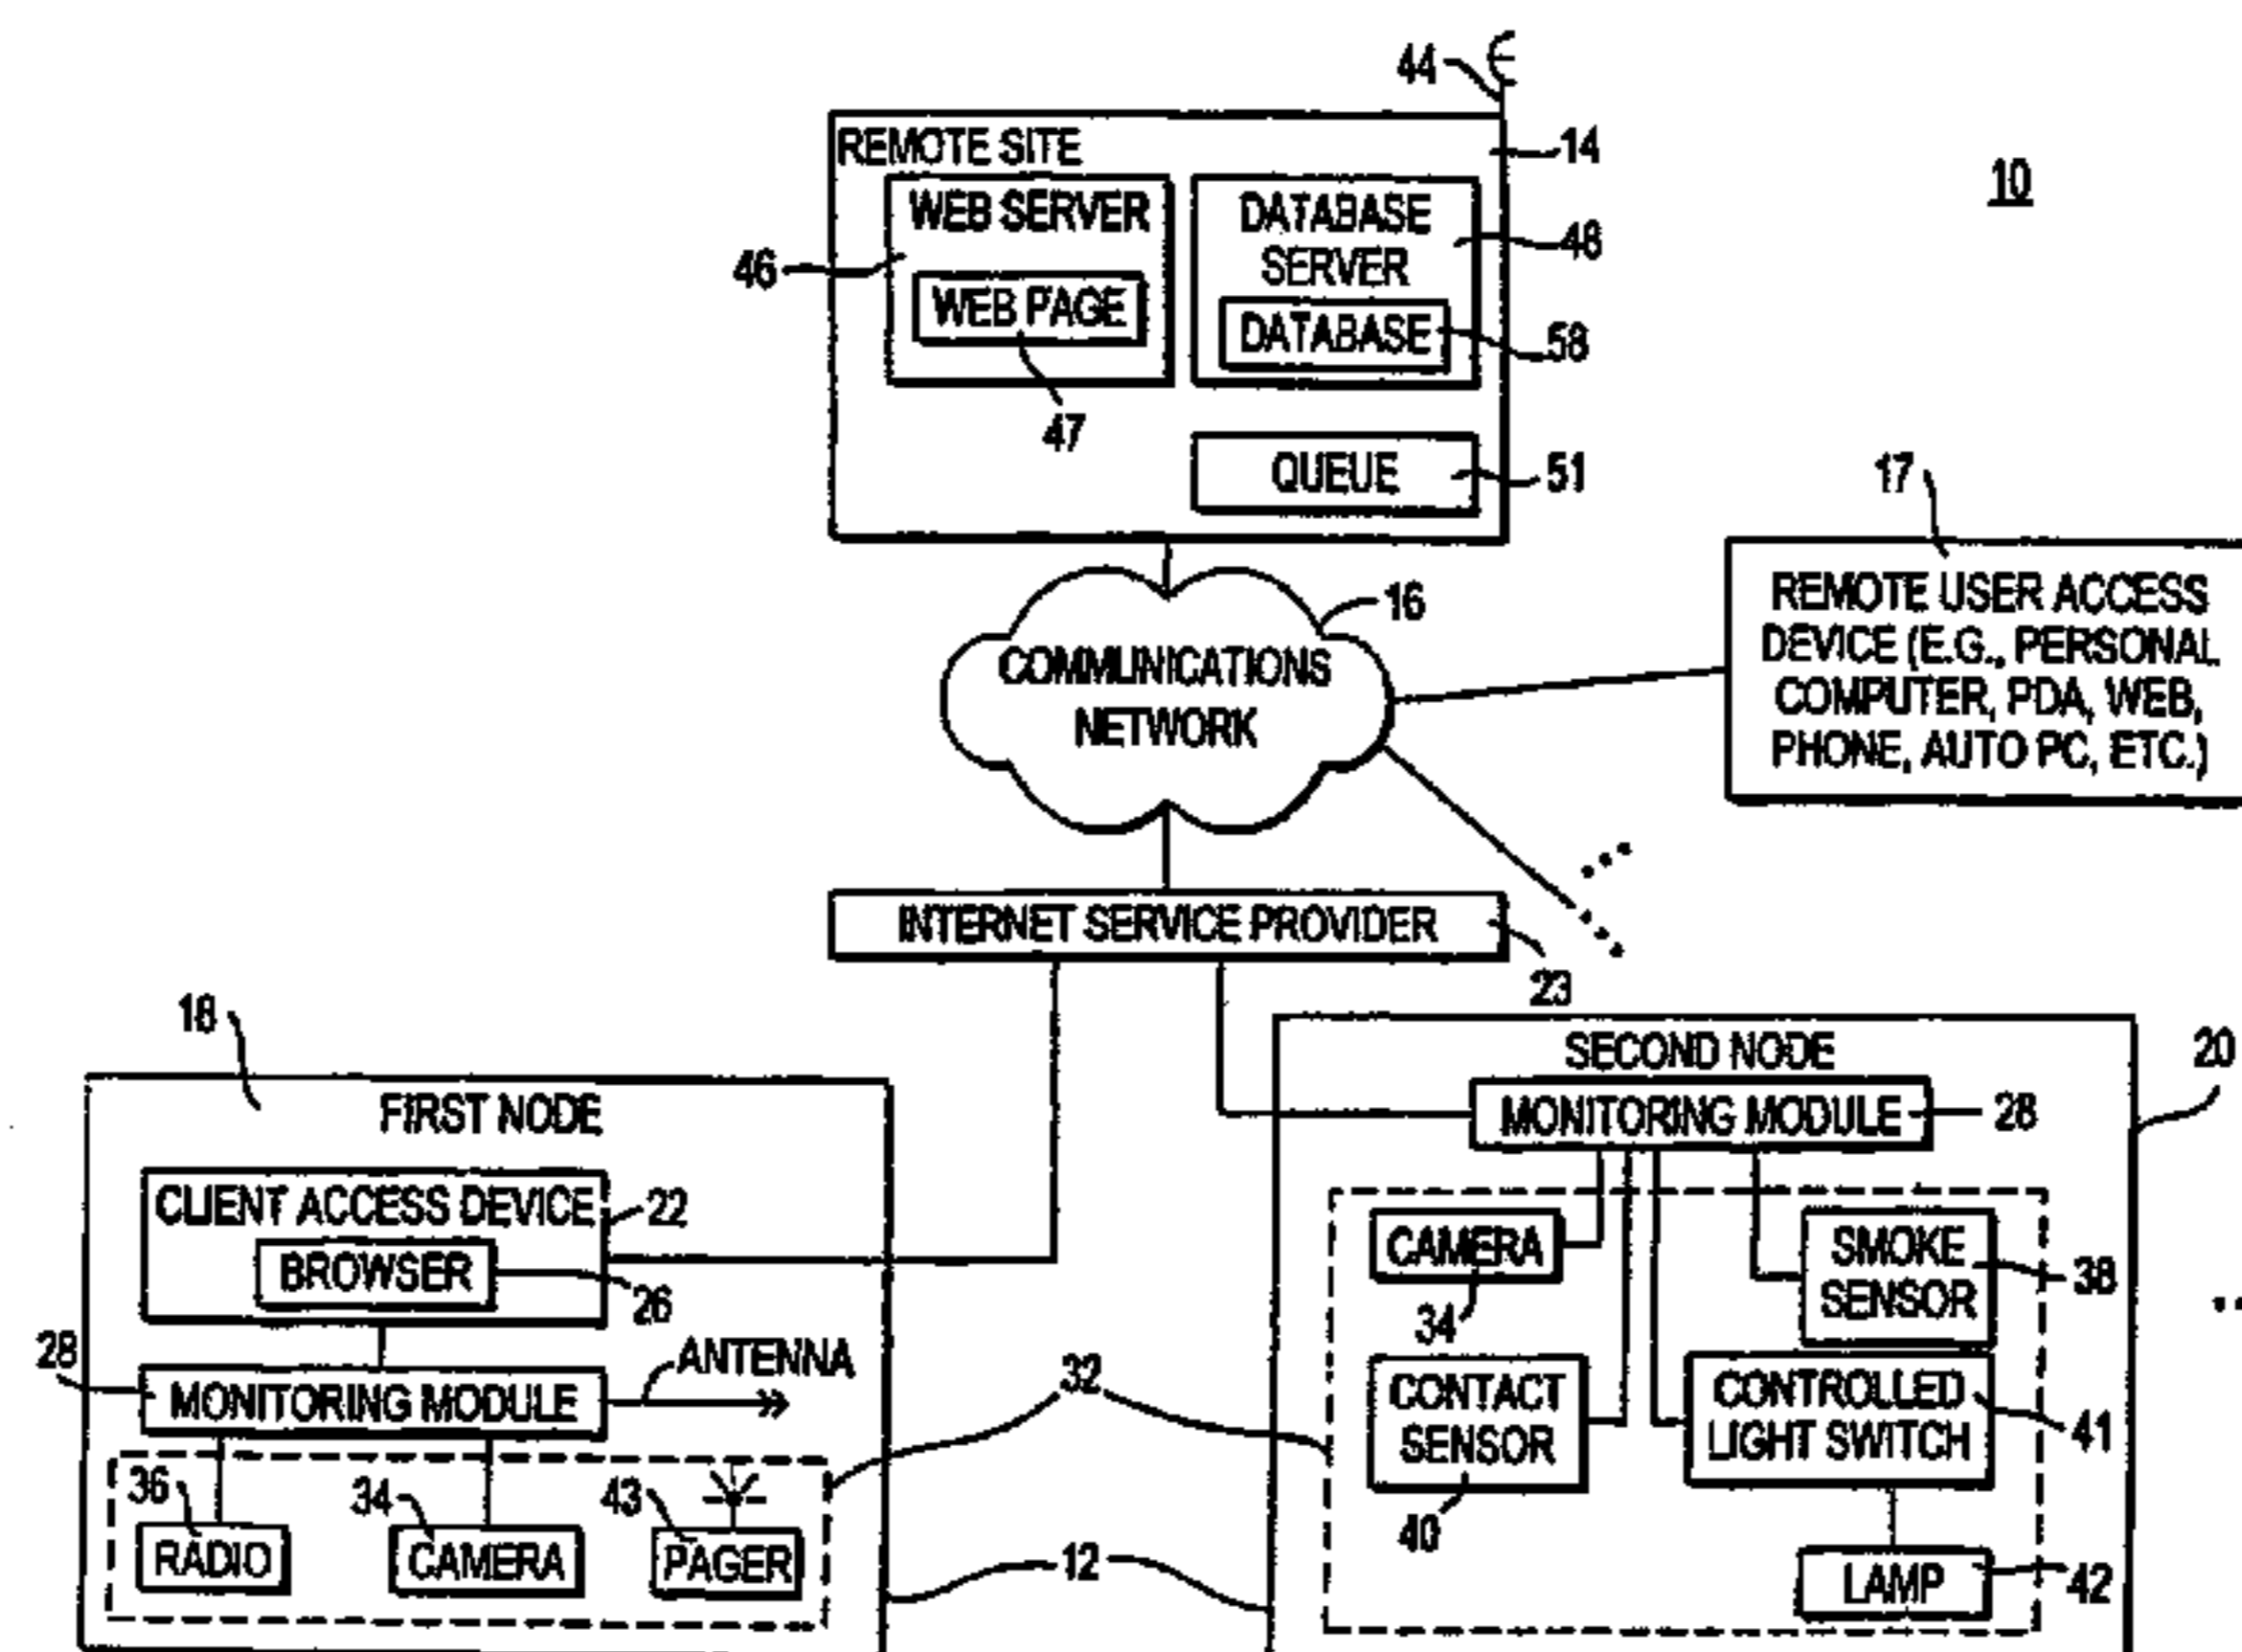 44
REMOTE SITE
14
10
WEB SERVER
46
WEB PAGE
47
DATABASE
SERVER
48
DATABASE
58
QUEUE
51
17
16
COMMUNICATIONS
NETWORK
REMOTE USER ACCESS
DEVICE (E.G., PERSONAL
COMPUTER, PDA, WEB,
PHONE, AUTO PC, ETC.)
INTERNET SERVICE PROVIDER
23
18
FIRST NODE
CLIENT ACCESS DEVICE
22
BROWSER
26
28
MONITORING MODULE
ANTENNA
36
RADIO
34
CAMERA
43
PAGER
32
12
SECOND NODE
20
MONITORING MODULE
28
CAMERA
34
SMOKE
SENSOR
38
CONTACT
SENSOR
40
CONTROLLED
LIGHT SWITCH
41
LAMP
42